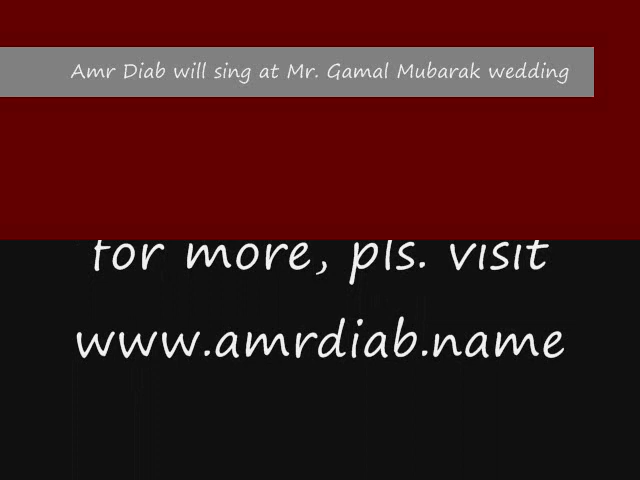 Amr Diab will sing at Mr. Gamal Mubarak wedding
for more, pls. visit
www.amrdiab.name